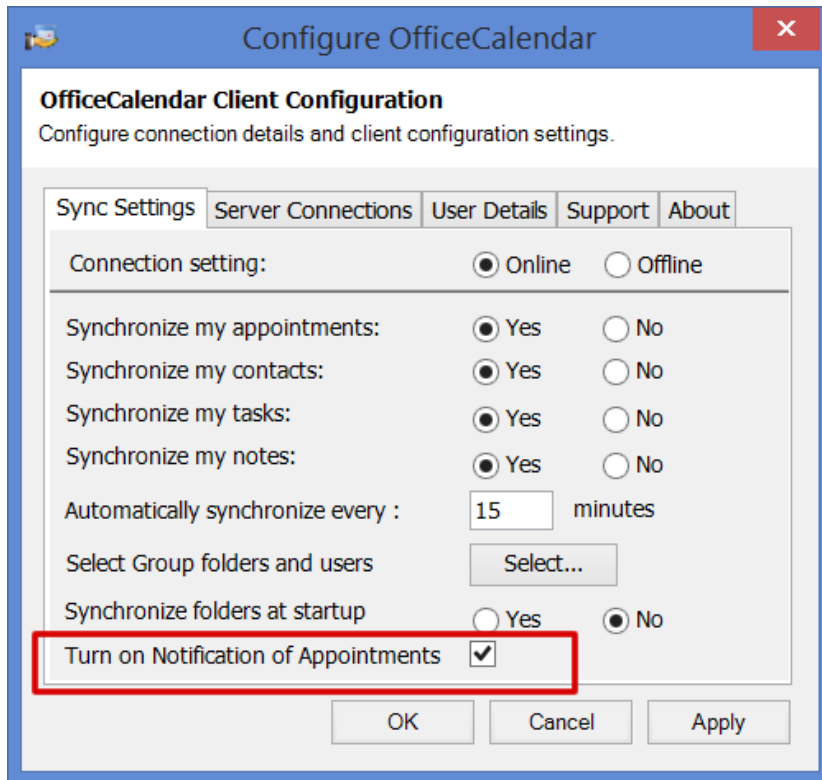 Configure OfficeCalendar
OfficeCalendar Client Configuration
Configure connection details and client configuration settings.
Sync Settings Server Connections User Details Support About
Connection setting: Online Offline
Synchronize my appointments: Yes No
Synchronize my contacts: Yes No
Synchronize my tasks: Yes No
Synchronize my notes: Yes No
Automatically synchronize every : 15 minutes
Select Group folders and users Select...
Synchronize folders at startup Yes No
Turn on Notification of Appointments
OK Cancel Apply